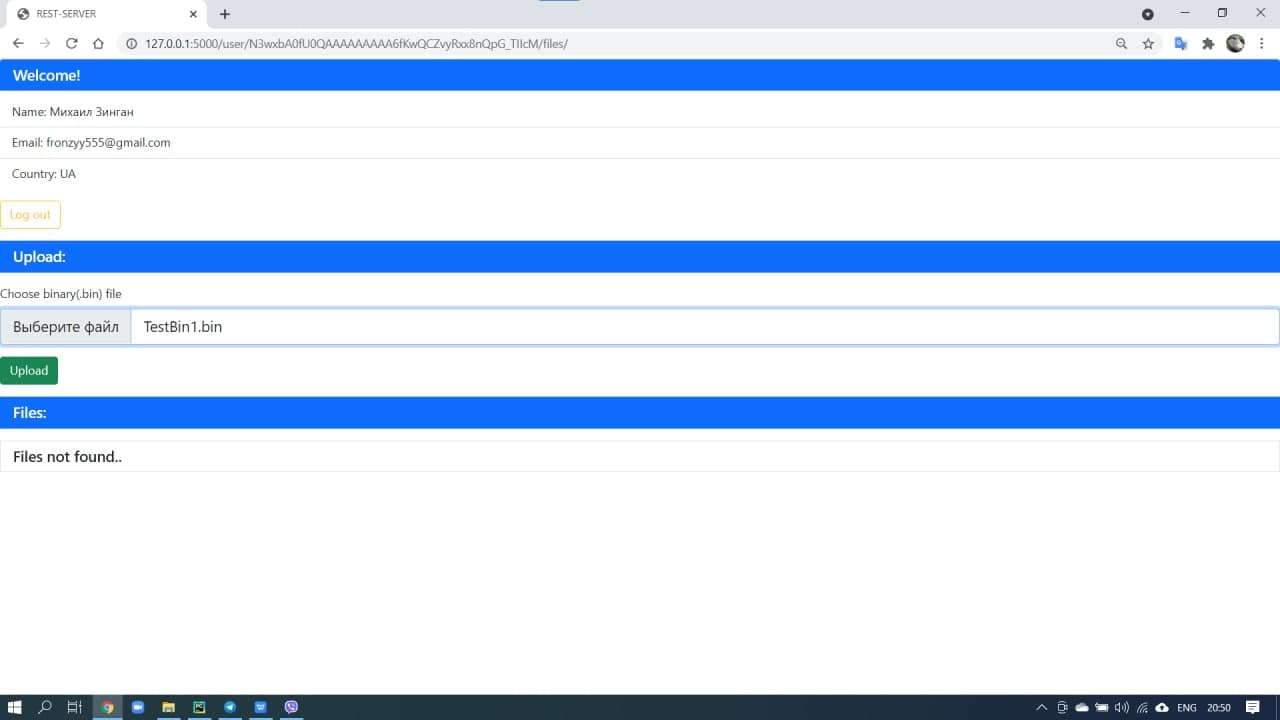 REST-SERVER
127.0.0.1:5000/user/N3wxbA0fU0QAAAAAAAAA6fKwQCZvyRxx8nQpG_TIIcM/files/
Welcome!
Name: Михаил Зинган
Email: fronzyy555@gmail.com
Country: UA
Log out
Upload:
Choose binary(.bin) file
Выберите файл TestBin1.bin
Upload
Files:
Files not found..
ENG 20:50